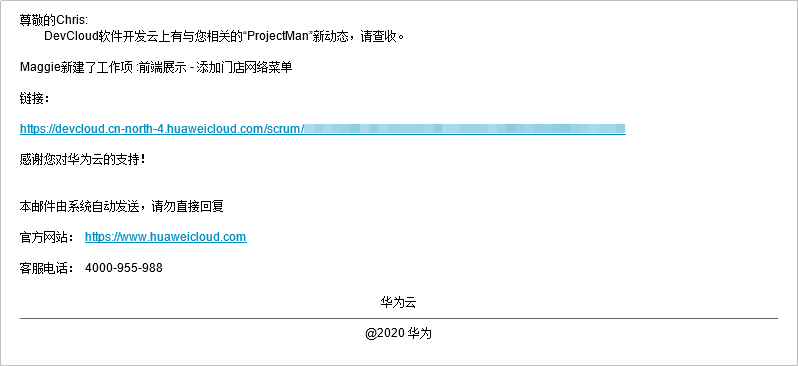 尊敬的Chris:
DevCloud软件开发云上有与您相关的“ProjectMan”新动态，请查收。
Maggie新建了工作项 :前端展示 - 添加门店网络菜单
链接：
https://devcloud.cn-north-4.huaweicloud.com/scrum/
感谢您对华为云的支持！
本邮件由系统自动发送，请勿直接回复
官方网站： https://www.huaweicloud.com
客服电话： 4000-955-988
华为云
@2020 华为